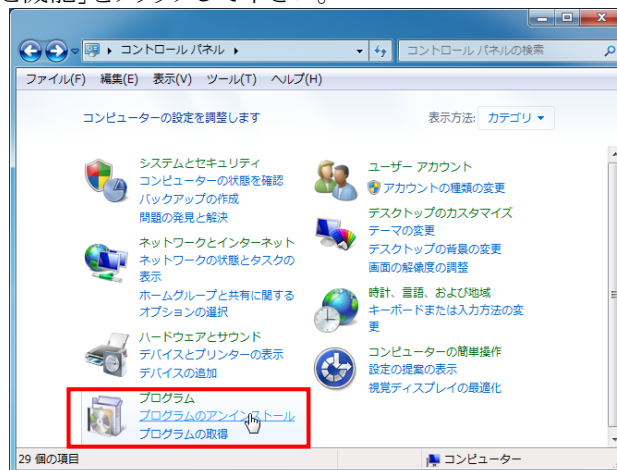 と機能」をクリックして下さい。
コントロール パネル
コントロール パネルの検索
ファイル(F) 編集(E) 表示(V) ツール(T) ヘルプ(H)
コンピューターの設定を調整します
表示方法: カテゴリ
システムとセキュリティ
コンピューターの状態を確認
バックアップの作成
問題の発見と解決
ネットワークとインターネット
ネットワークの状態とタスクの
表示
ホームグループと共有に関する
オプションの選択
ハードウェアとサウンド
デバイスとプリンターの表示
デバイスの追加
プログラム
プログラムのアンインストール
プログラムの取得
ユーザー アカウント
アカウントの種類の変更
デスクトップのカスタマイズ
テーマの変更
デスクトップの背景の変更
画面の解像度の調整
時計、言語、および地域
キーボードまたは入力方法の変
更
コンピューターの簡単操作
設定の提案の表示
視覚ディスプレイの最適化
29 個の項目
コンピューター